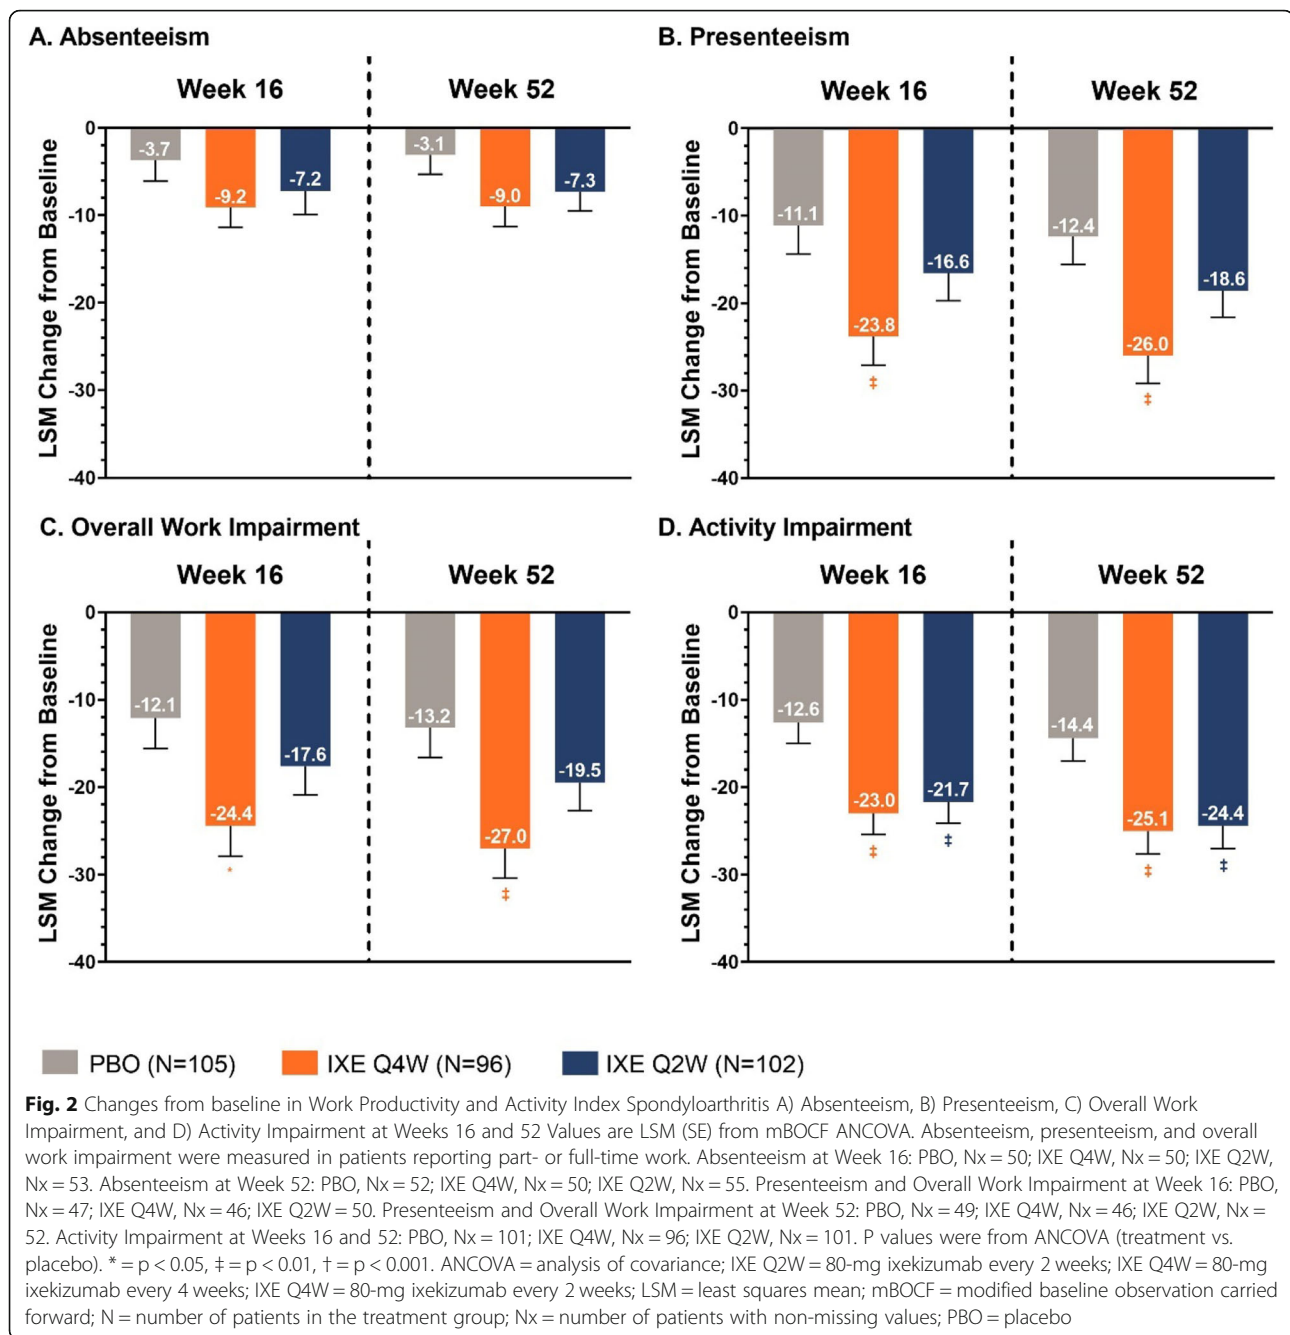 A. Absenteeism
Week 16
Week 52
LSM Change from Baseline
0
-10
-20
-30
-40
-3.7
-9.2
-7.2
-3.1
-9.0
-7.3
B. Presenteeism
Week 16
Week 52
LSM Change from Baseline
0
-10
-20
-30
-40
-11.1
-23.8
‡
-16.6
-12.4
-26.0
‡
-18.6
C. Overall Work Impairment
Week 16
Week 52
LSM Change from Baseline
0
-10
-20
-30
-40
-12.1
-24.4
*
-17.6
-13.2
-27.0
‡
-19.5
D. Activity Impairment
Week 16
Week 52
LSM Change from Baseline
0
-10
-20
-30
-40
-12.6
-23.0
‡
-21.7
‡
-14.4
-25.1
‡
-24.4
‡
PBO (N=105) IXE Q4W (N=96) IXE Q2W (N=102)
Fig. 2 Changes from baseline in Work Productivity and Activity Index Spondyloarthritis A) Absenteeism, B) Presenteeism, C) Overall Work
Impairment, and D) Activity Impairment at Weeks 16 and 52 Values are LSM (SE) from mBOCF ANCOVA. Absenteeism, presenteeism, and overall
work impairment were measured in patients reporting part- or full-time work. Absenteeism at Week 16: PBO, Nx = 50; IXE Q4W, Nx = 50; IXE Q2W,
Nx = 53. Absenteeism at Week 52: PBO, Nx = 52; IXE Q4W, Nx = 50; IXE Q2W, Nx = 55. Presenteeism and Overall Work Impairment at Week 16: PBO,
Nx = 47; IXE Q4W, Nx = 46; IXE Q2W = 50. Presenteeism and Overall Work Impairment at Week 52: PBO, Nx = 49; IXE Q4W, Nx = 46; IXE Q2W, Nx =
52. Activity Impairment at Weeks 16 and 52: PBO, Nx = 101; IXE Q4W, Nx = 96; IXE Q2W, Nx = 101. P values were from ANCOVA (treatment vs.
placebo). * = p < 0.05, ‡ = p < 0.01, † = p < 0.001. ANCOVA = analysis of covariance; IXE Q2W = 80-mg ixekizumab every 2 weeks; IXE Q4W = 80-mg
ixekizumab every 4 weeks; IXE Q4W = 80-mg ixekizumab every 2 weeks; LSM = least squares mean; mBOCF = modified baseline observation carried
forward; N = number of patients in the treatment group; Nx = number of patients with non-missing values; PBO = placebo